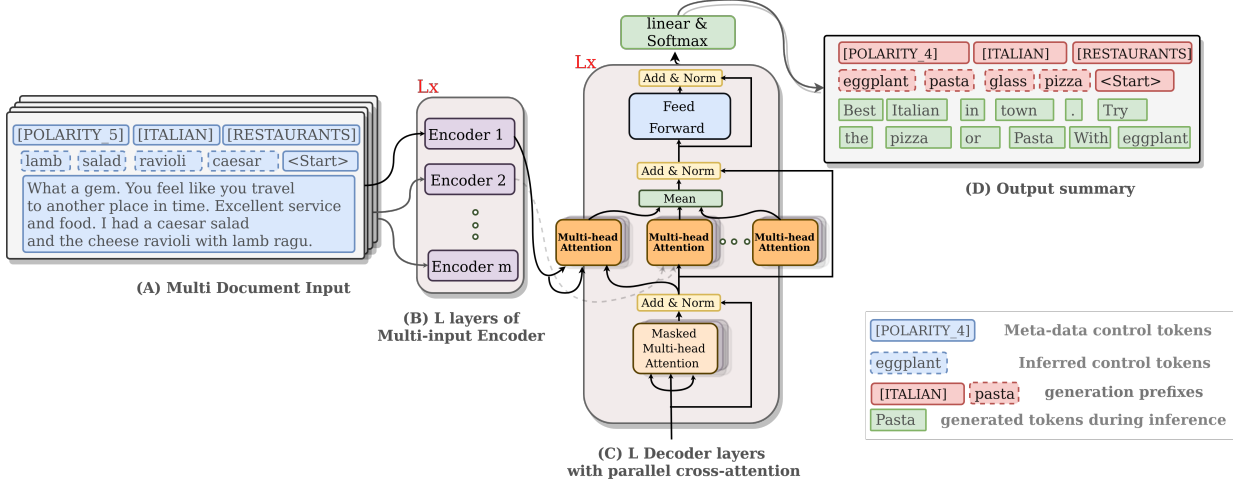 [POLARITY_5] [ITALIAN] [RESTAURANTS]
lamb salad ravioli caesar <Start>
What a gem. You feel like you travel
to another place in time. Excellent service
and food. I had a caesar salad
and the cheese ravioli with lamb ragu.
(A) Multi Document Input
Lx
Encoder 1
Encoder 2
Encoder m
(B) L layers of
Multi-input Encoder
linear &
Softmax
Lx
Add & Norm
Feed
Forward
Add & Norm
Mean
Multi-head
Attention
Multi-head
Attention
Multi-head
Attention
Add & Norm
Masked
Multi-head
Attention
(C) L Decoder layers
with parallel cross-attention
[POLARITY_4] [ITALIAN] [RESTAURANTS]
eggplant pasta glass pizza <Start>
Best Italian in town . Try
the pizza or Pasta With eggplant
(D) Output summary
[POLARITY_4] Meta-data control tokens
eggplant Inferred control tokens
[ITALIAN] pasta generation prefixes
Pasta generated tokens during inference